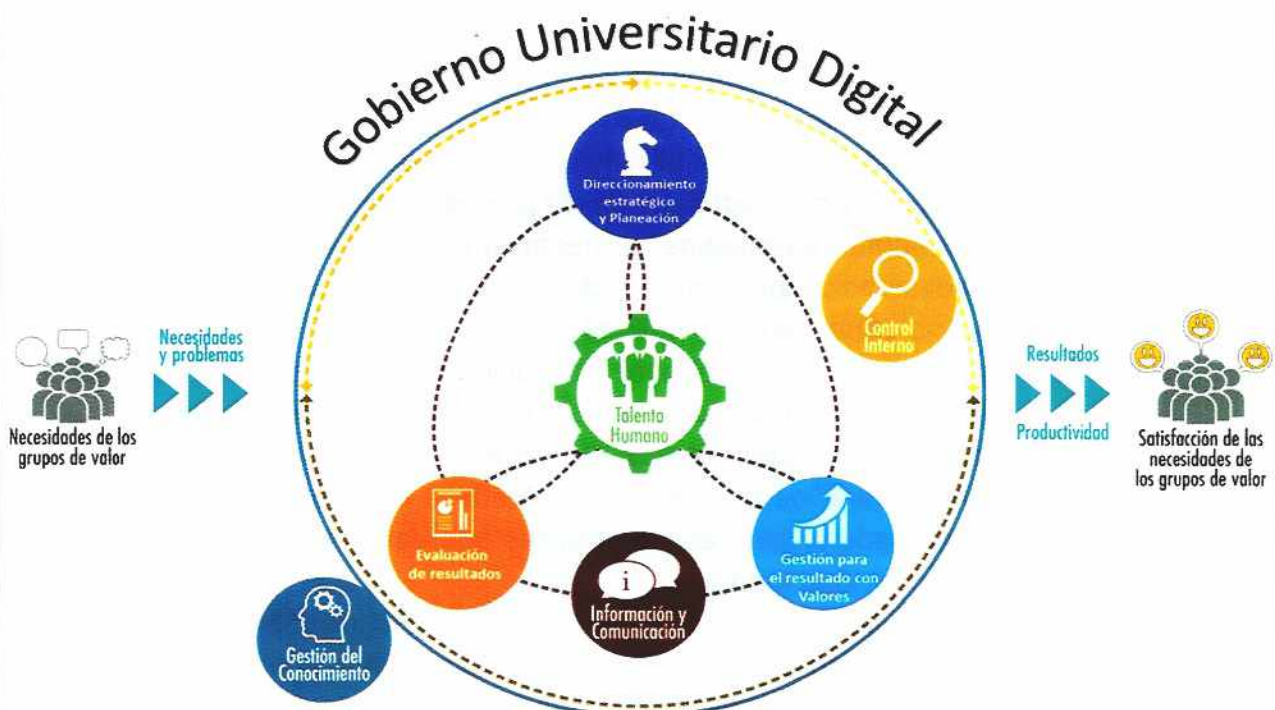 Gobierno Universitario Digital
Direccionamiento
estratégico
y Planeación
Control
Interno
Necesidades
y problemas
Necesidades de los
grupos de valor
Talento
Humano
Resultados
Productividad
Satisfacción de las
necesidades de
los grupos de valor
Evaluación
de resultados
i
Información y
Comunicación
Gestión para
el resultado con
Valores
Gestión del
Conocimiento